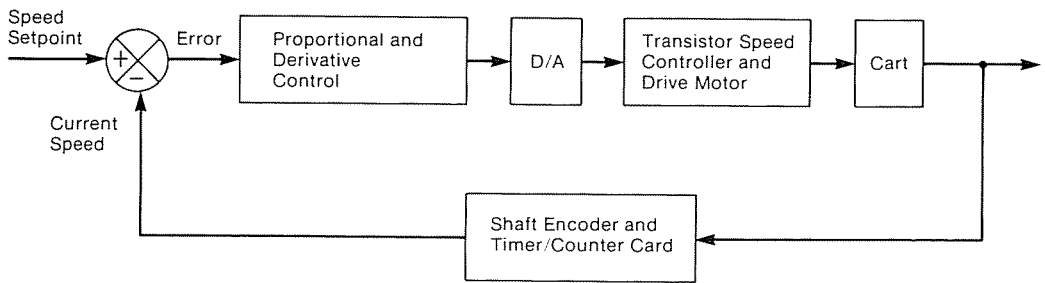 Speed
Setpoint
+
−
Error
Proportional and
Derivative
Control
D/A
Transistor Speed
Controller and
Drive Motor
Cart
Current
Speed
Shaft Encoder and
Timer/Counter Card